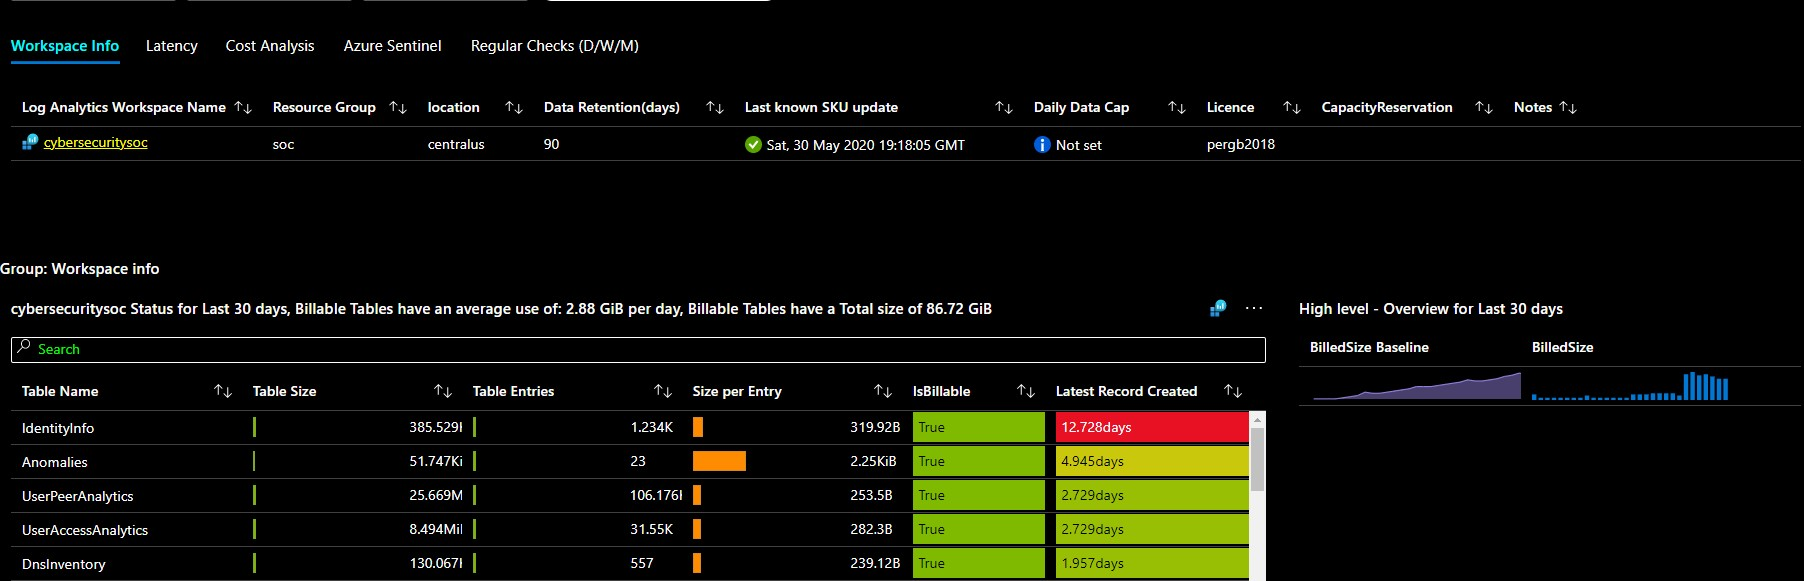 Workspace Info Latency Cost Analysis Azure Sentinel Regular Checks (D/W/M)
Log Analytics Workspace Name ↑↓ Resource Group ↑↓ location ↑↓ Data Retention(days) ↑↓ Last known SKU update ↑↓ Daily Data Cap ↑↓ Licence ↑↓ CapacityReservation ↑↓ Notes ↑↓
cybersecuritysoc soc centralus 90 Sat, 30 May 2020 19:18:05 GMT Not set pergb2018
Group: Workspace info
cybersecuritysoc Status for Last 30 days, Billable Tables have an average use of: 2.88 GiB per day, Billable Tables have a Total size of 86.72 GiB ...
High level - Overview for Last 30 days
Search
BilledSize Baseline BilledSize
Table Name ↑↓ Table Size ↑↓ Table Entries ↑↓ Size per Entry ↑↓ IsBillable ↑↓ Latest Record Created ↑↓
IdentityInfo 385.529 1.234K 319.92B True 12.728days
Anomalies 51.747Ki 23 2.25KiB True 4.945days
UserPeerAnalytics 25.669M 106.176 253.5B True 2.729days
UserAccessAnalytics 8.494Mi 31.55K 282.3B True 2.729days
DnsInventory 130.067 557 239.12B True 1.957days